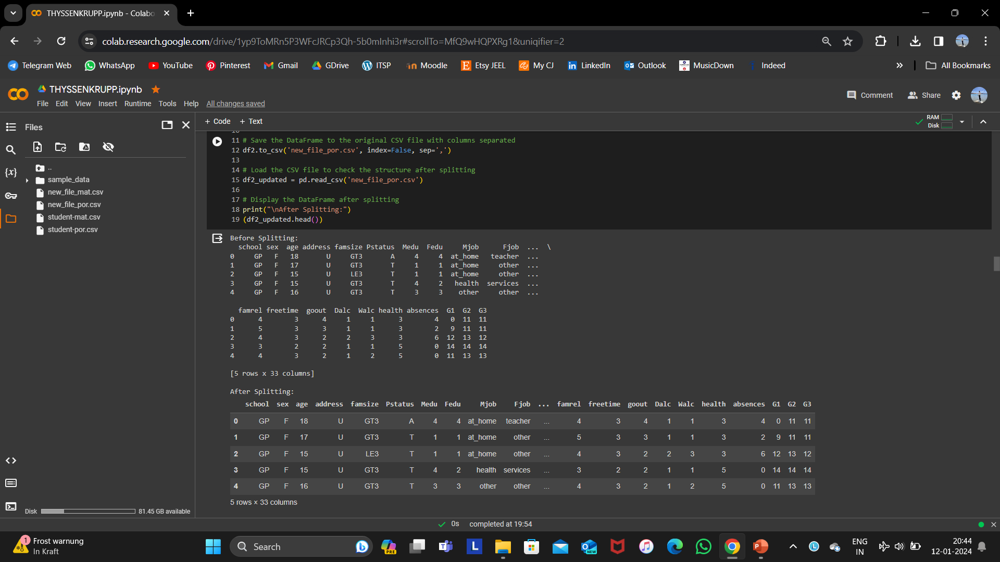 THYSSENKRUPP.ipynb - Colabo
colab.research.google.com/drive/1yp9ToMRn5P3WFcJRCp3Qh-5b0mInhi3r#scrollTo=MfQ9wHQPXRg1&uniqifier=2
Telegram Web WhatsApp YouTube Pinterest Gmail GDrive ITSP Moodle Etsy JEEL My CJ LinkedIn Outlook MusicDown Indeed » All Bookmarks
THYSSENKRUPP.ipynb
Comment Share
File Edit View Insert Runtime Tools Help All changes saved
Files
+ Code + Text
RAM
Disk
..
sample_data
new_file_mat.csv
new_file_por.csv
student-mat.csv
student-por.csv
Disk 81.45 GB available
11 # Save the DataFrame to the original CSV file with columns separated
12 df2.to_csv('new_file_por.csv', index=False, sep=',')
13
14 # Load the CSV file to check the structure after splitting
15 df2_updated = pd.read_csv('new_file_por.csv')
16
17 # Display the DataFrame after splitting
18 print("\nAfter Splitting:")
19 (df2_updated.head())
Before Splitting:
school sex age address famsize Pstatus Medu Fedu Mjob Fjob ... \
0 GP F 18 U GT3 A 4 4 at_home teacher ...
1 GP F 17 U GT3 T 1 1 at_home other ...
2 GP F 15 U LE3 T 1 1 at_home other ...
3 GP F 15 U GT3 T 4 2 health services ...
4 GP F 16 U GT3 T 3 3 other other ...
famrel freetime goout Dalc Walc health absences G1 G2 G3
0 4 3 4 1 1 3 4 0 11 11
1 5 3 3 1 1 3 2 9 11 11
2 4 3 2 2 3 3 6 12 13 12
3 3 2 2 1 1 5 0 14 14 14
4 4 3 2 1 2 5 0 11 13 13
[5 rows x 33 columns]
After Splitting:
school sex age address famsize Pstatus Medu Fedu Mjob Fjob ... famrel freetime goout Dalc Walc health absences G1 G2 G3
0 GP F 18 U GT3 A 4 4 at_home teacher ... 4 3 4 1 1 3 4 0 11 11
1 GP F 17 U GT3 T 1 1 at_home other ... 5 3 3 1 1 3 2 9 11 11
2 GP F 15 U LE3 T 1 1 at_home other ... 4 3 2 2 3 3 6 12 13 12
3 GP F 15 U GT3 T 4 2 health services ... 3 2 2 1 1 5 0 14 14 14
4 GP F 16 U GT3 T 3 3 other other ... 4 3 2 1 2 5 0 11 13 13
5 rows × 33 columns
0s completed at 19:54
1
Frost warnung
In Kraft
Search
PRE
NEW
ENG
IN
20:44
12-01-2024